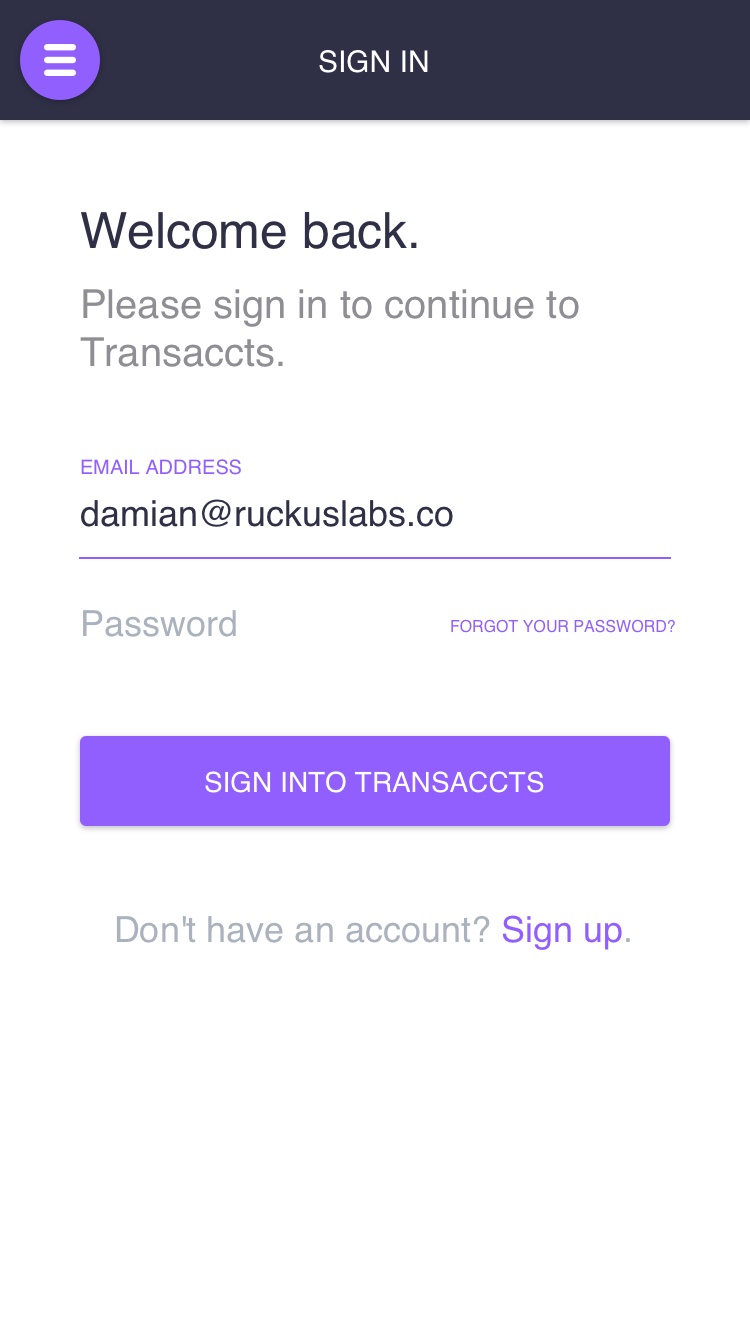 SIGN IN
Welcome back.
Please sign in to continue to
Transaccts.
EMAIL ADDRESS
damian@ruckuslabs.co
Password
FORGOT YOUR PASSWORD?
SIGN INTO TRANSACCTS
Don't have an account? Sign up.